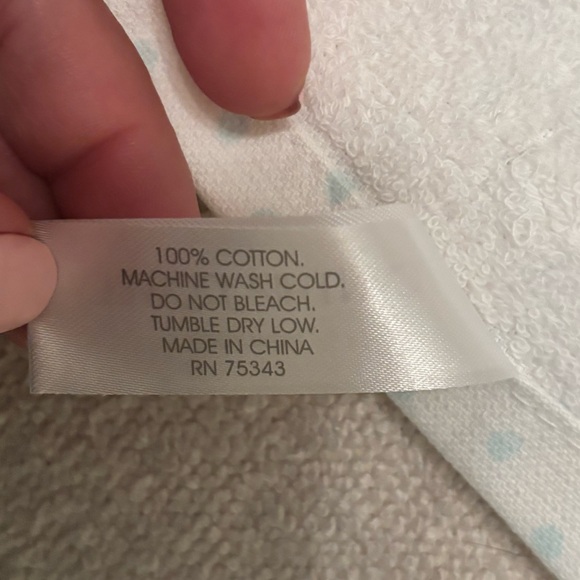 100% COTTON.
MACHINE WASH COLD.
DO NOT BLEACH.
TUMBLE DRY LOW.
MADE IN CHINA
RN 75343